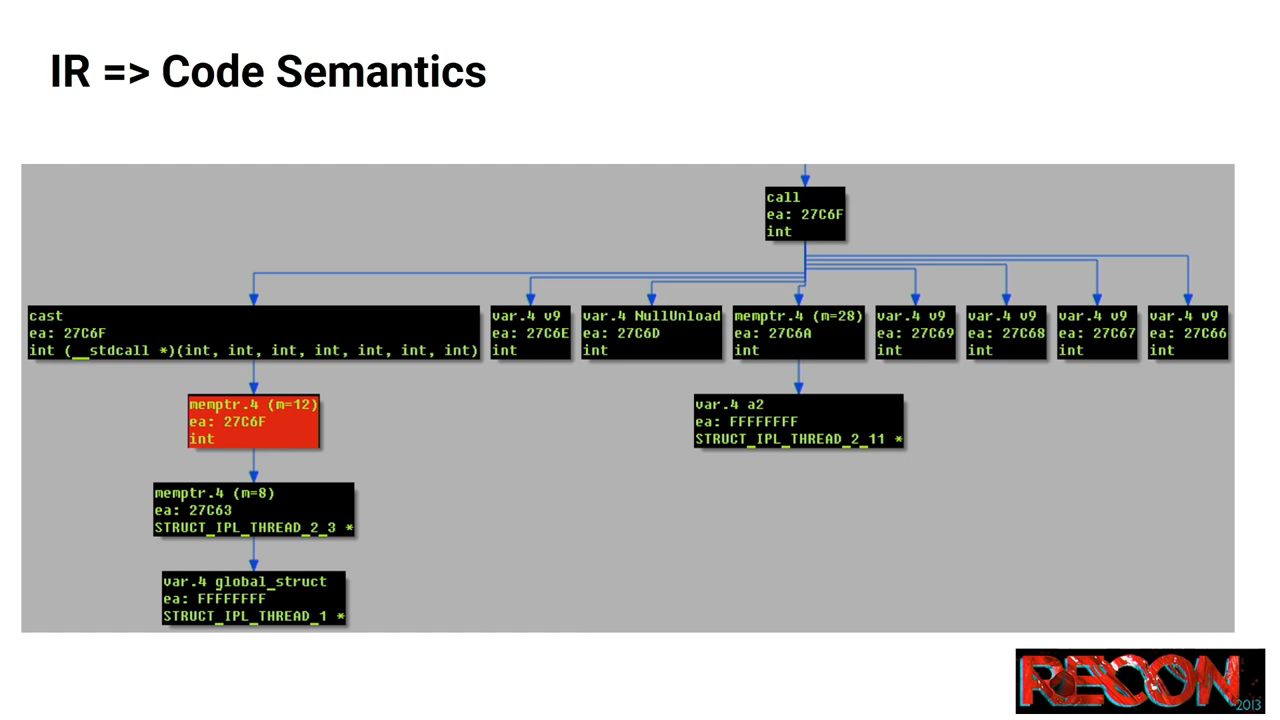 IR => Code Semantics
call
ea: 27C6F
int
cast
ea: 27C6F
int (__stdcall *)(int, int, int, int, int, int, int)
var.4 v9
ea: 27C6E
int
var.4 NullUnload
ea: 27C6D
int
memptr.4 (m=28)
ea: 27C6A
int
var.4 v9
ea: 27C69
int
var.4 v9
ea: 27C68
int
var.4 v9
ea: 27C67
int
var.4 v9
ea: 27C66
int
memptr.4 (m=12)
ea: 27C6F
int
var.4 a2
ea: FFFFFFFF
STRUCT_IPL_THREAD_2_11 *
memptr.4 (m=8)
ea: 27C63
STRUCT_IPL_THREAD_2_3 *
var.4 global_struct
ea: FFFFFFFF
STRUCT_IPL_THREAD_1 *
RECON
2013